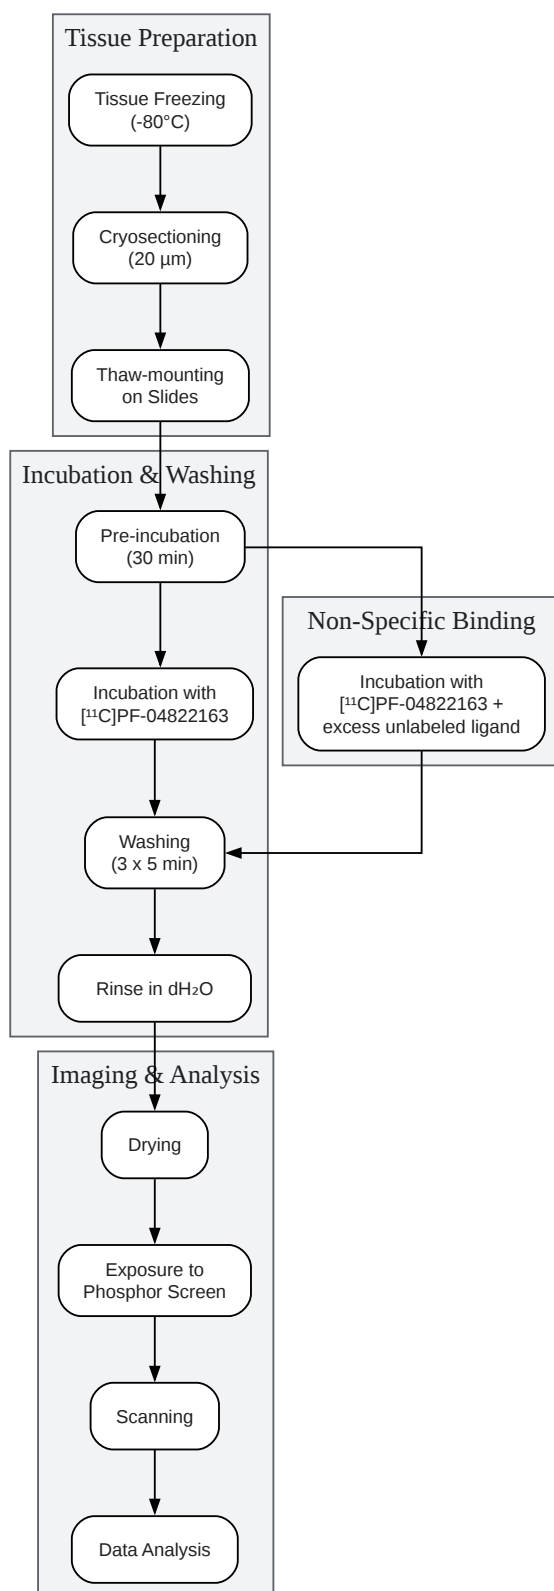 Tissue Preparation
Tissue Freezing
(-80°C)
Cryosectioning
(20 µm)
Thaw-mounting
on Slides
Incubation & Washing
Pre-incubation
(30 min)
Non-Specific Binding
Incubation with
[¹¹C]PF-04822163
Incubation with
[¹¹C]PF-04822163 +
excess unlabeled ligand
Washing
(3 x 5 min)
Rinse in dH₂O
Imaging & Analysis
Drying
Exposure to
Phosphor Screen
Scanning
Data Analysis